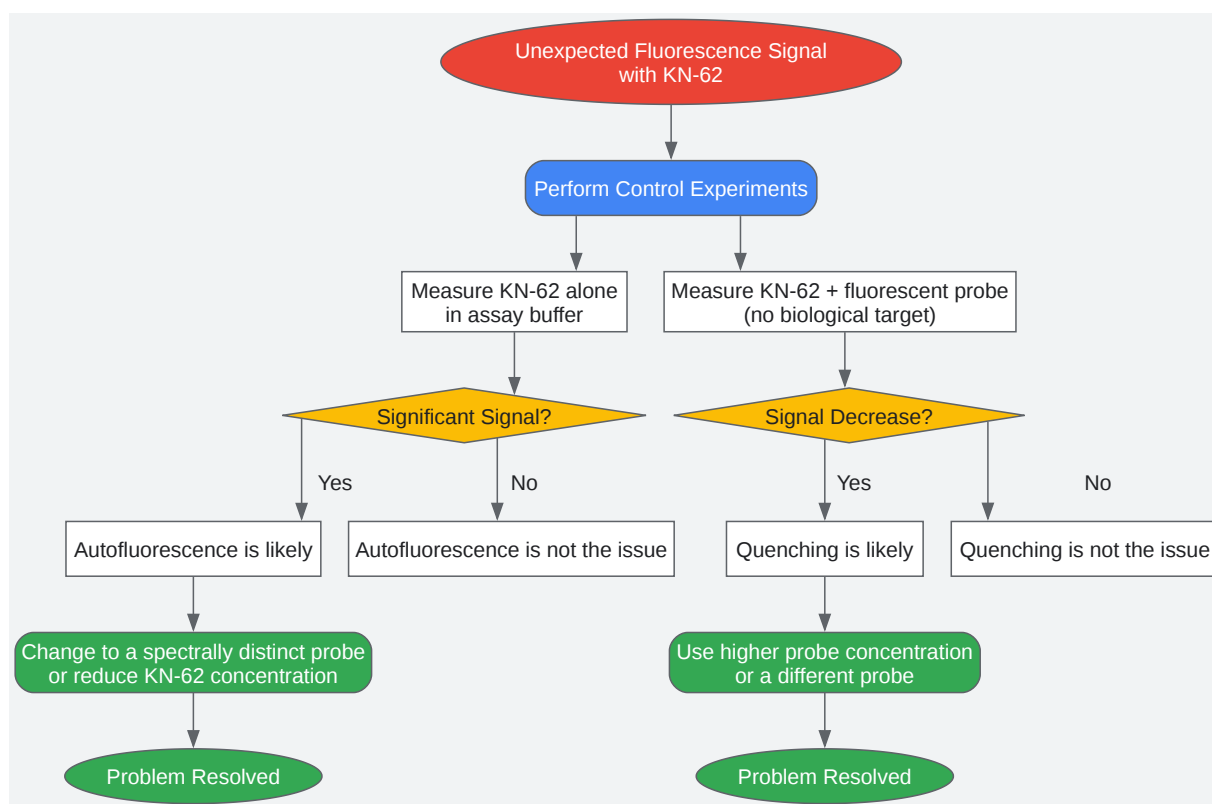 Unexpected Fluorescence Signal
with KN-62
Perform Control Experiments
Measure KN-62 alone
in assay buffer
Measure KN-62 + fluorescent probe
(no biological target)
Significant Signal?
Signal Decrease?
Yes
No
Yes
No
Autofluorescence is likely
Autofluorescence is not the issue
Quenching is likely
Quenching is not the issue
Change to a spectrally distinct probe
or reduce KN-62 concentration
Use higher probe concentration
or a different probe
Problem Resolved
Problem Resolved